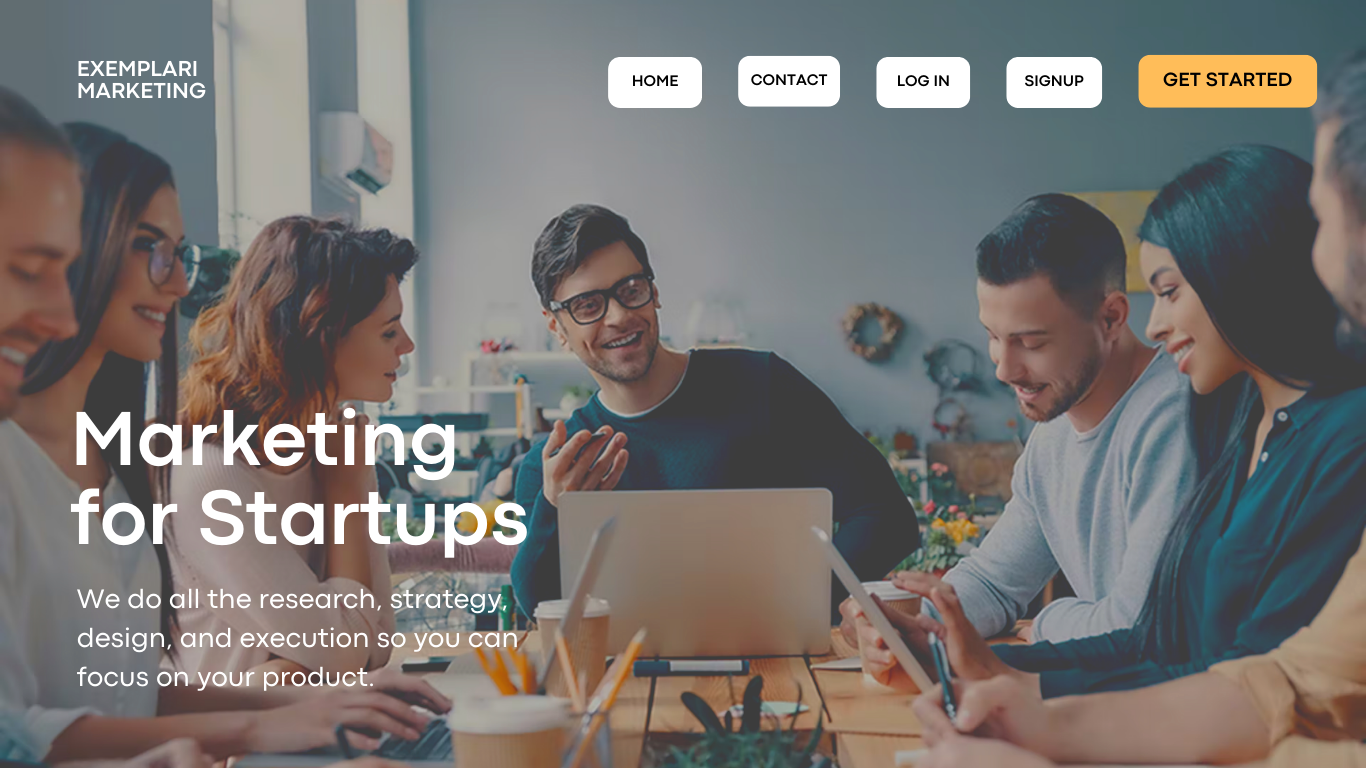 EXEMPLARI
MARKETING
HOME
CONTACT
LOG IN
SIGNUP
GET STARTED
Marketing
for Startups
We do all the research, strategy,
design, and execution so you can
focus on your product.